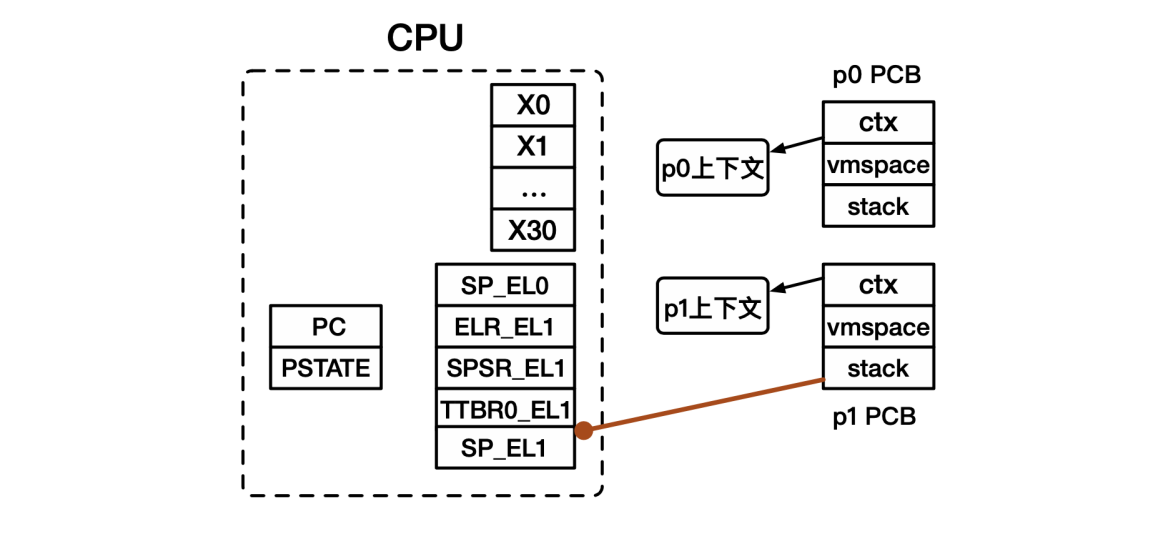 CPU
X0
X1
...
X30
SP_EL0
ELR_EL1
SPSR_EL1
TTBR0_EL1
SP_EL1
PC
PSTATE
p0 PCB
ctx
vmspace
stack
p0上下文
ctx
vmspace
stack
p1 PCB
p1上下文